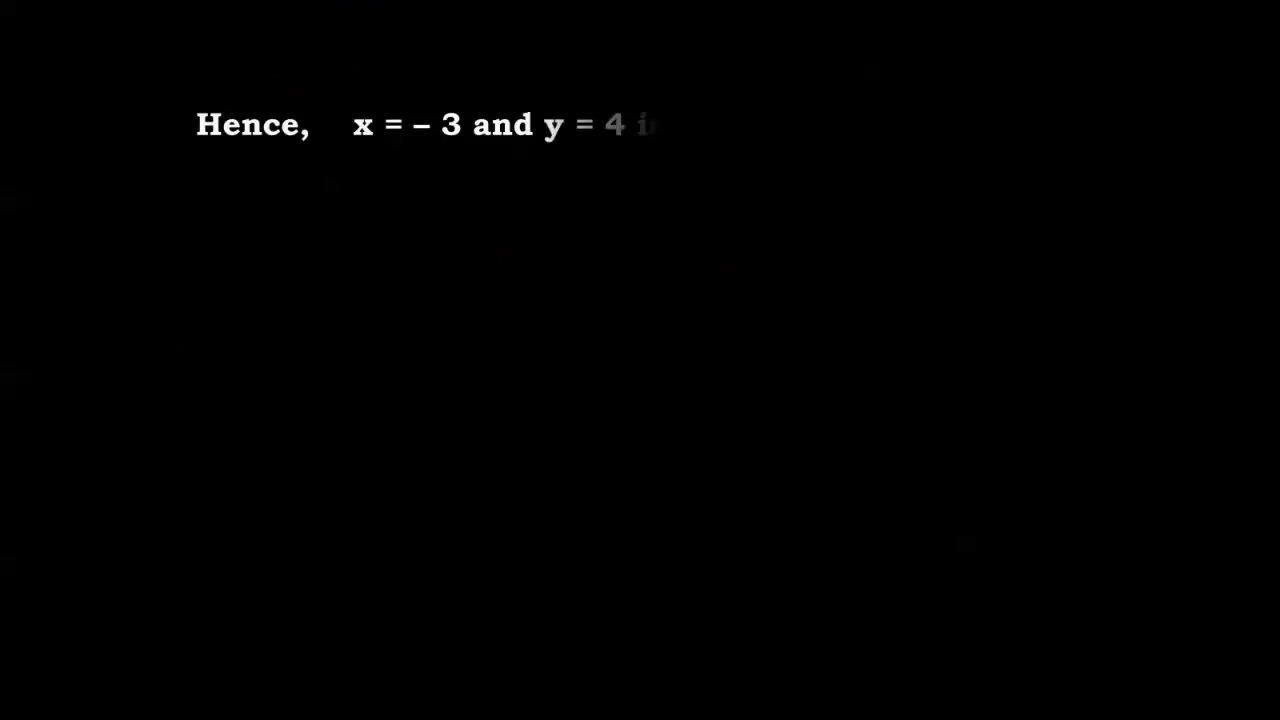 Hence, x = – 3 and y = 4